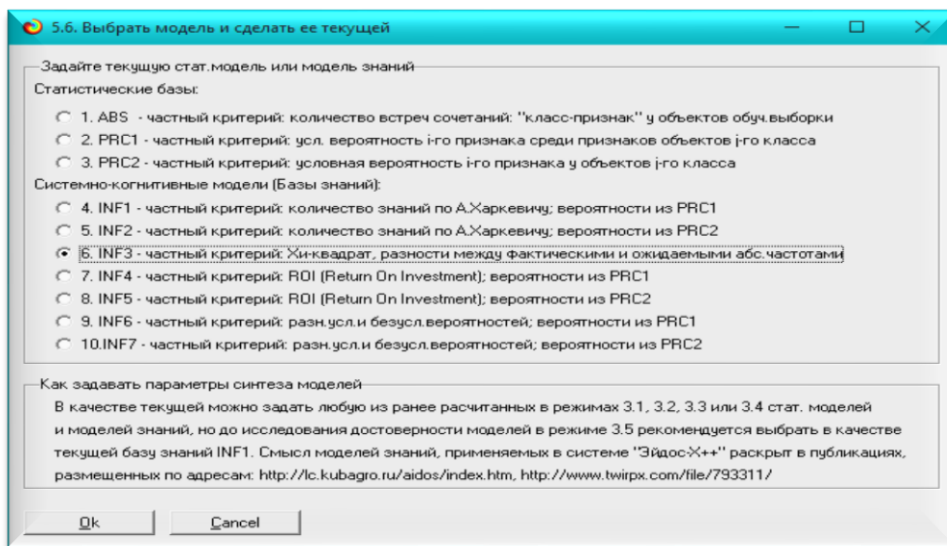 5.6. Выбрать модель и сделать ее текущей
Задайте текущую стат.модель или модель знаний
Статистические базы:
1. ABS - частный критерий: количество встреч сочетаний: "класс-признак" у объектов обуч.выборки
2. PRC1 - частный критерий: усл. вероятность i-го признака среди признаков объектов j-го класса
3. PRC2 - частный критерий: условная вероятность i-го признака у объектов j-го класса
Системно-когнитивные модели (Базы знаний):
4. INF1 - частный критерий: количество знаний по А.Харкевичу; вероятности из PRC1
5. INF2 - частный критерий: количество знаний по А.Харкевичу; вероятности из PRC2
6. INF3 - частный критерий: Хи-квадрат, разности между фактическими и ожидаемыми абс.частотами
7. INF4 - частный критерий: ROI (Return On Investment); вероятности из PRC1
8. INF5 - частный критерий: ROI (Return On Investment); вероятности из PRC2
9. INF6 - частный критерий: разн.усл.и безусл.вероятностей; вероятности из PRC1
10.INF7 - частный критерий: разн.усл.и безусл.вероятностей; вероятности из PRC2
Как задавать параметры синтеза моделей
В качестве текущей можно задать любую из ранее расчитанных в режимах 3.1, 3.2, 3.3 или 3.4 стат. моделей
и моделей знаний, но до исследования достоверности моделей в режиме 3.5 рекомендуется выбрать в качестве
текущей базу знаний INF1. Смысл моделей знаний, применяемых в системе "Эйдос-Х++" раскрыт в публикациях,
размещенных по адресам: http://lc.kubagro.ru/aidos/index.htm, http://www.twirpx.com/file/793311/
Ok
Cancel